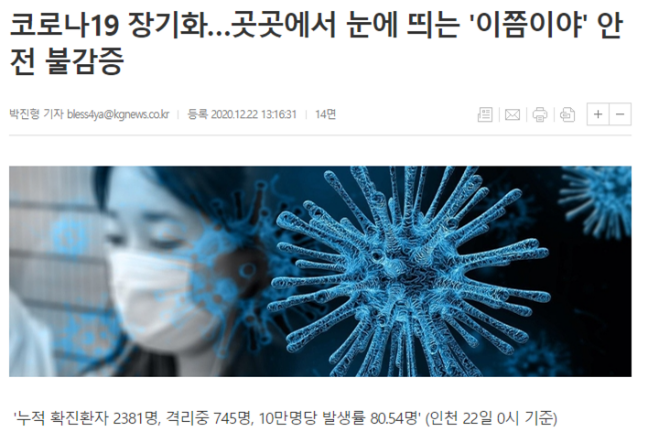 코로나19 장기화…곳곳에서 눈에 띄는 '이쯤이야' 안
전 불감증
박진형 기자 bless4ya@kgnews.co.kr 등록 2020.12.22 13:16:31 14면
'누적 확진환자 2381명, 격리중 745명, 10만명당 발생률 80.54명' (인천 22일 0시 기준)